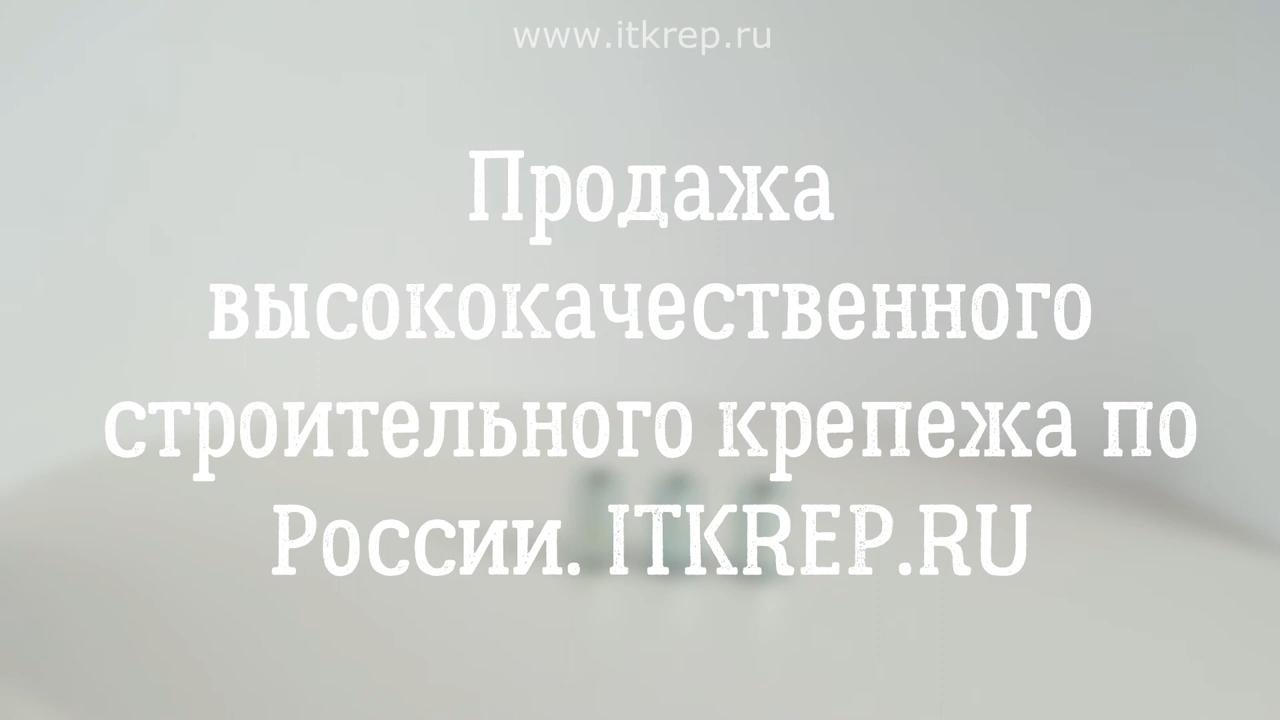 www.itkrep.ru
Продажа
высококачественного
строительного крепежа по
России. ITKREP.RU